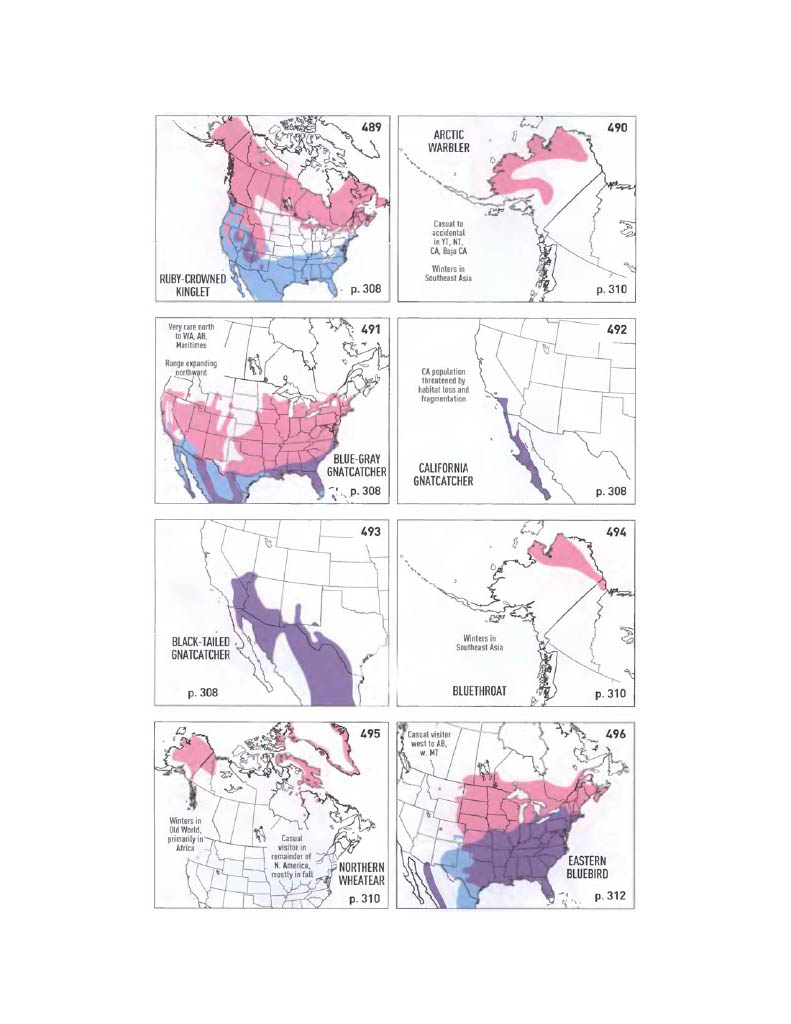 489
RUBY-CROWNED
KINGLET
p. 308
490
ARCTIC
WARBLER
Casual to
accidental
in YT, NT,
CA, Baja CA
Winters in
Southeast Asia
p. 310
491
Very rare north
to WA, AB,
Maritimes
Range expanding
northward
BLUE-GRAY
GNATCATCHER
p. 308
492
CA population
threatened by
habitat loss and
fragmentation
CALIFORNIA
GNATCATCHER
p. 308
493
BLACK-TAILED
GNATCATCHER
p. 308
494
Winters in
Southeast Asia
BLUETHROAT
p. 310
495
Winters in
Old World,
primarily in
Africa
Casual
visitor in
remainder of
N. America,
mostly in fall
NORTHERN
WHEATEAR
p. 310
496
Casual visitor
west to AB,
w. MT
EASTERN
BLUEBIRD
p. 312